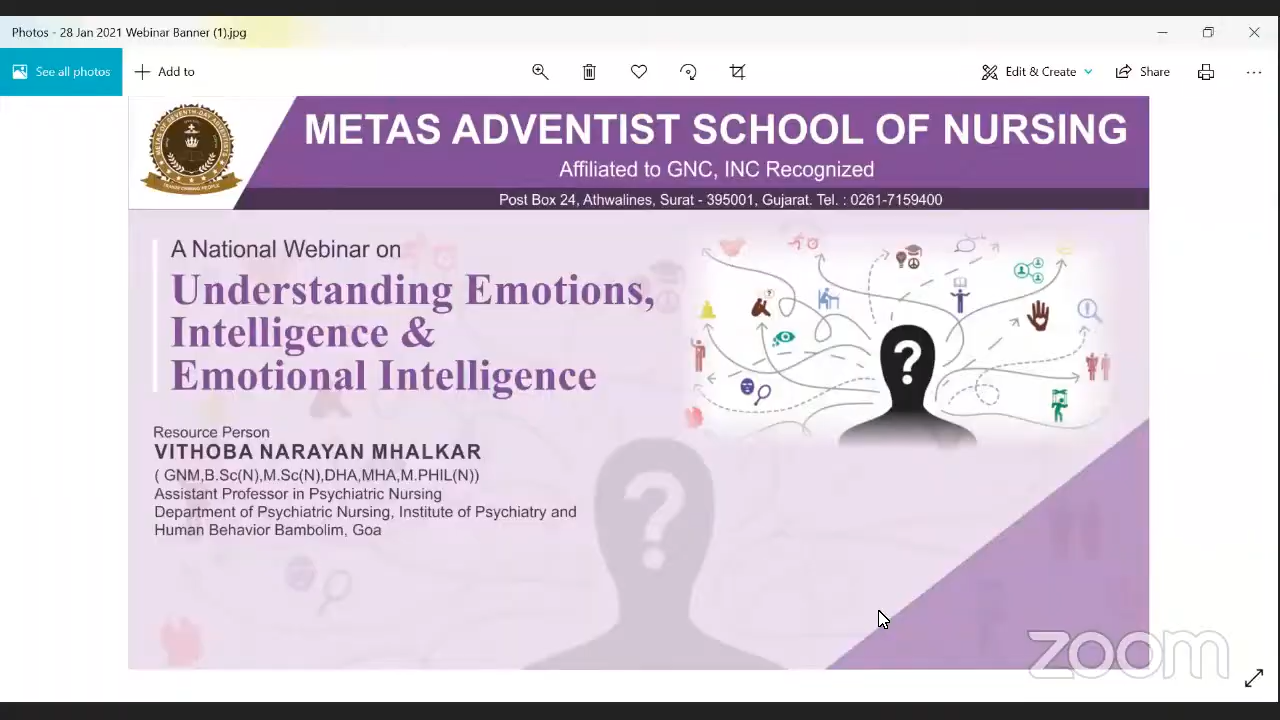 Photos - 28 Jan 2021 Webinar Banner (1).jpg
See all photos
Add to
Edit & Create
Share
METAS ADVENTIST SCHOOL OF NURSING
Affiliated to GNC, INC Recognized
Post Box 24, Athwalines, Surat - 395001, Gujarat. Tel. : 0261-7159400
A National Webinar on
Understanding Emotions,
Intelligence &
Emotional Intelligence
Resource Person
VITHOBA NARAYAN MHALKAR
( GNM,B.Sc(N),M.Sc(N),DHA,MHA,M.PHIL(N))
Assistant Professor in Psychiatric Nursing
Department of Psychiatric Nursing, Institute of Psychiatry and
Human Behavior Bambolim, Goa
?
?
zoom